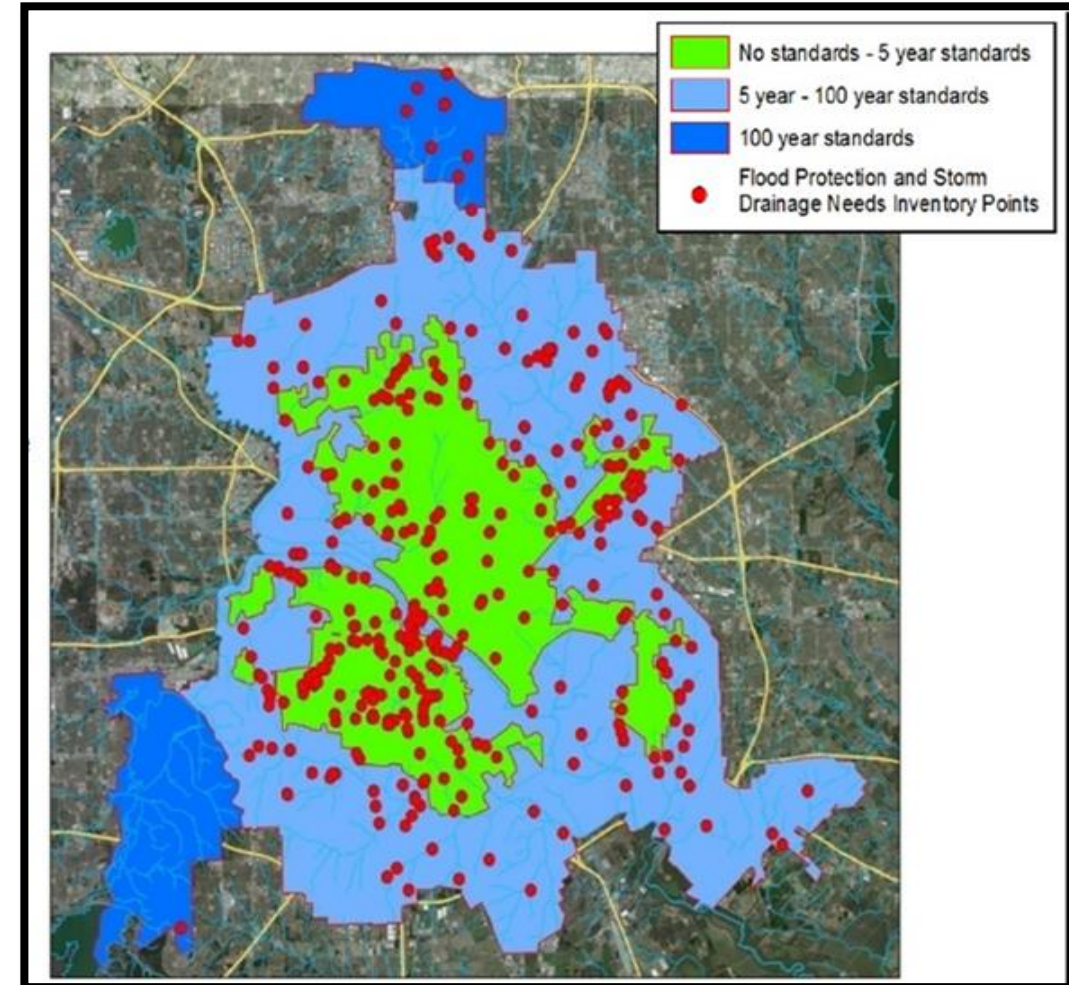 No standards - 5 year standards
5 year - 100 year standards
100 year standards
Flood Protection and Storm
Drainage Needs Inventory Points